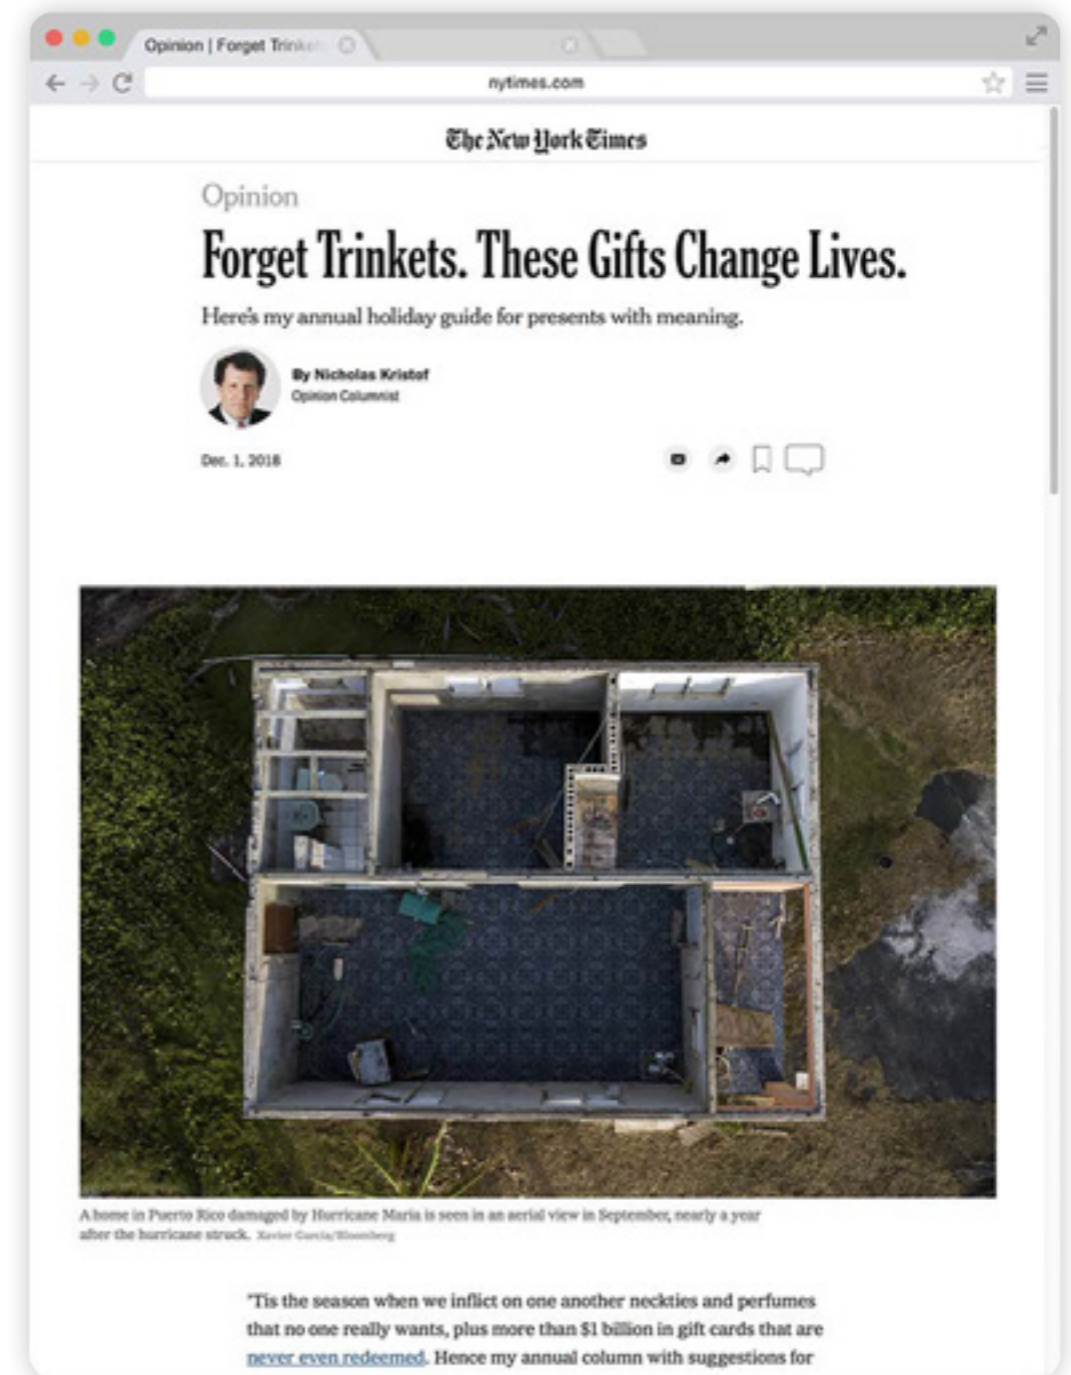 Opinion | Forget Trinket
nytimes.com
The New York Times
Opinion
Forget Trinkets. These Gifts Change Lives.
Here's my annual holiday guide for presents with meaning.
By Nicholas Kristof
Opinion Columnist
Dec. 1, 2018
A home in Puerto Rico damaged by Hurricane Maria is seen in an aerial view in September, nearly a year
after the hurricane struck. Xavier Garcia/Bloomberg
'Tis the season when we inflict on one another neckties and perfumes
that no one really wants, plus more than $1 billion in gift cards that are
never even redeemed. Hence my annual column with suggestions for